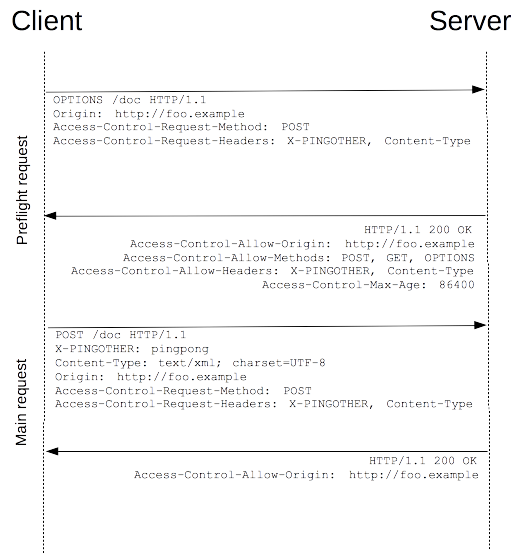 Client
Server
OPTIONS /doc HTTP/1.1
Origin: http://foo.example
Access-Control-Request-Method: POST
Access-Control-Request-Headers: X-PINGOTHER, Content-Type
Preflight request
HTTP/1.1 200 OK
Access-Control-Allow-Origin: http://foo.example
Access-Control-Allow-Methods: POST, GET, OPTIONS
Access-Control-Allow-Headers: X-PINGOTHER, Content-Type
Access-Control-Max-Age: 86400
POST /doc HTTP/1.1
X-PINGOTHER: pingpong
Content-Type: text/xml; charset=UTF-8
Origin: http://foo.example
Access-Control-Request-Method: POST
Access-Control-Request-Headers: X-PINGOTHER, Content-Type
Main request
HTTP/1.1 200 OK
Access-Control-Allow-Origin: http://foo.example